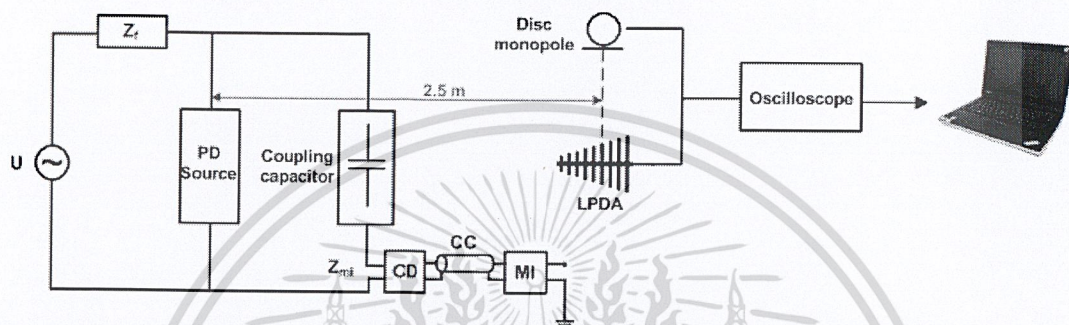 Zf
Disc
monopole
2.5 m
Oscilloscope
U
PD
Source
Coupling
capacitor
LPDA
CC
Zmi
CD
MI